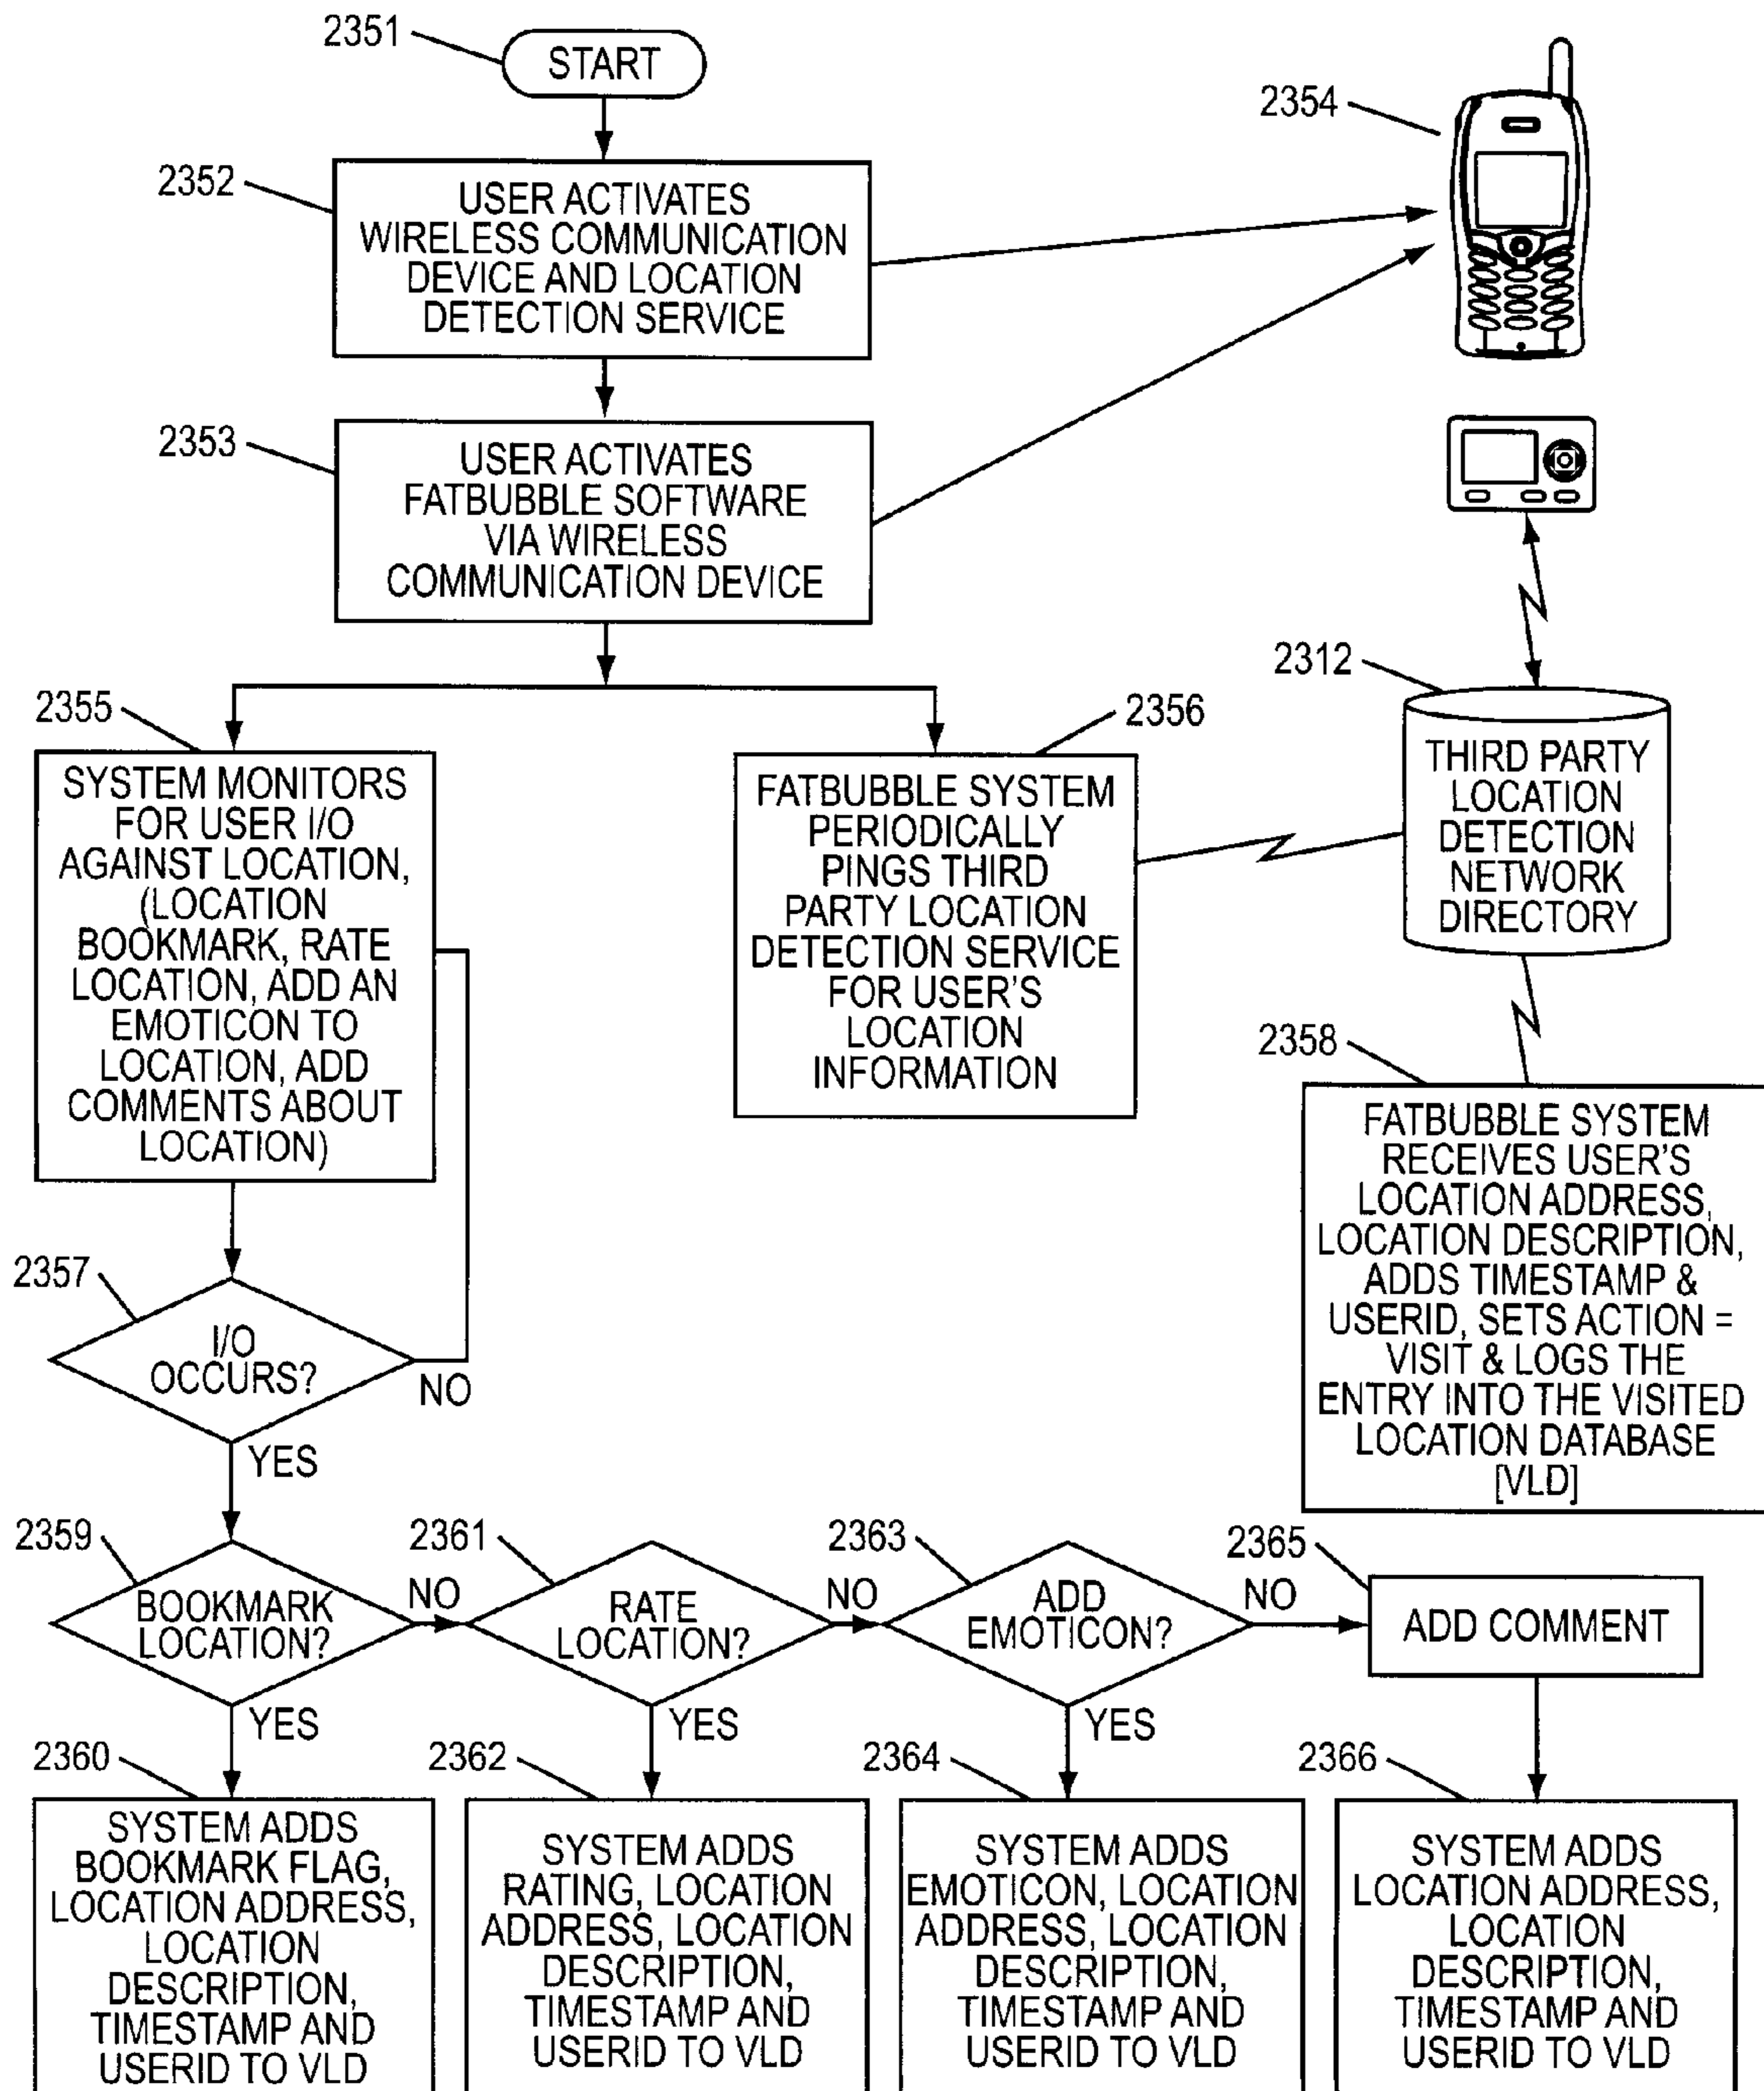 2351
START
2354
2352
USER ACTIVATES
WIRELESS COMMUNICATION
DEVICE AND LOCATION
DETECTION SERVICE
2353
USER ACTIVATES
FATBUBBLE SOFTWARE
VIA WIRELESS
COMMUNICATION DEVICE
2312
THIRD PARTY
LOCATION
DETECTION
NETWORK
DIRECTORY
2355
SYSTEM MONITORS
FOR USER I/O
AGAINST LOCATION,
(LOCATION
BOOKMARK, RATE
LOCATION, ADD AN
EMOTICON TO
LOCATION, ADD
COMMENTS ABOUT
LOCATION)
2356
FATBUBBLE SYSTEM
PERIODICALLY
PINGS THIRD
PARTY LOCATION
DETECTION SERVICE
FOR USER'S
LOCATION
INFORMATION
2358
FATBUBBLE SYSTEM
RECEIVES USER'S
LOCATION ADDRESS,
LOCATION DESCRIPTION,
ADDS TIMESTAMP &
USERID, SETS ACTION =
VISIT & LOGS THE
ENTRY INTO THE VISITED
LOCATION DATABASE
[VLD]
2357
I/O
OCCURS?
NO
YES
2359
BOOKMARK
LOCATION?
NO
YES
2361
RATE
LOCATION?
NO
YES
2363
ADD
EMOTICON?
NO
YES
2365
ADD COMMENT
2360
SYSTEM ADDS
BOOKMARK FLAG,
LOCATION ADDRESS,
LOCATION
DESCRIPTION,
TIMESTAMP AND
USERID TO VLD
2362
SYSTEM ADDS
RATING, LOCATION
ADDRESS, LOCATION
DESCRIPTION,
TIMESTAMP AND
USERID TO VLD
2364
SYSTEM ADDS
EMOTICON, LOCATION
ADDRESS, LOCATION
DESCRIPTION,
TIMESTAMP AND
USERID TO VLD
2366
SYSTEM ADDS
LOCATION ADDRESS,
LOCATION
DESCRIPTION,
TIMESTAMP AND
USERID TO VLD